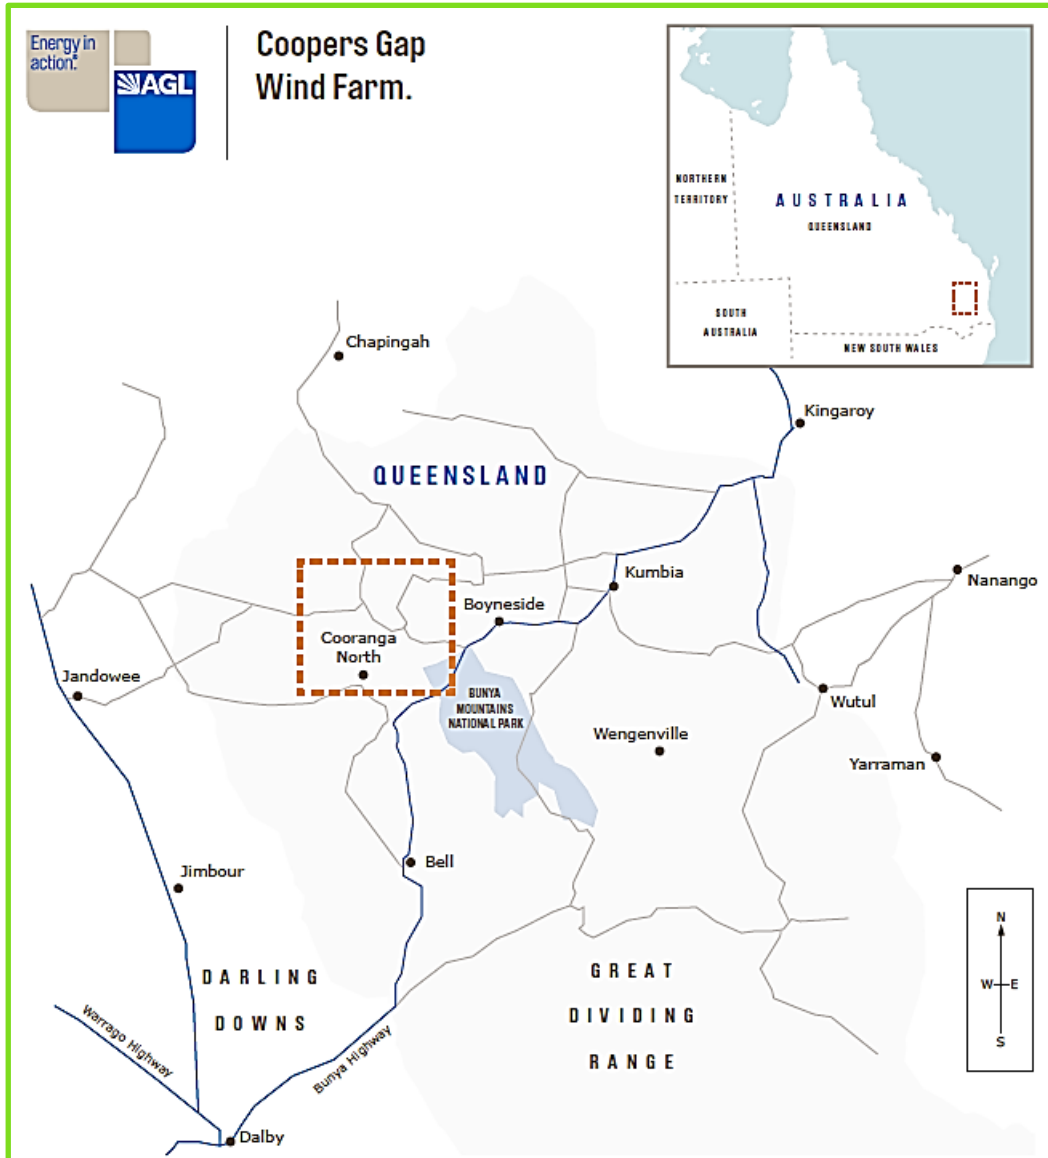 Energy in
action.®
AGL
Coopers Gap
Wind Farm.
NORTHERN
TERRITORY
AUSTRALIA
QUEENSLAND
SOUTH
AUSTRALIA
NEW SOUTH WALES
Chapingah
Kingaroy
QUEENSLAND
Kumbia
Nanango
Boyneside
Cooranga
North
Jandowee
BUNYA
MOUNTAINS
NATIONAL PARK
Wutul
Wengenville
Yarraman
Bell
Jimbour
DARLING
DOWNS
GREAT
DIVIDING
RANGE
N
W E
S
Warrago Highway
Bunya Highway
Dalby